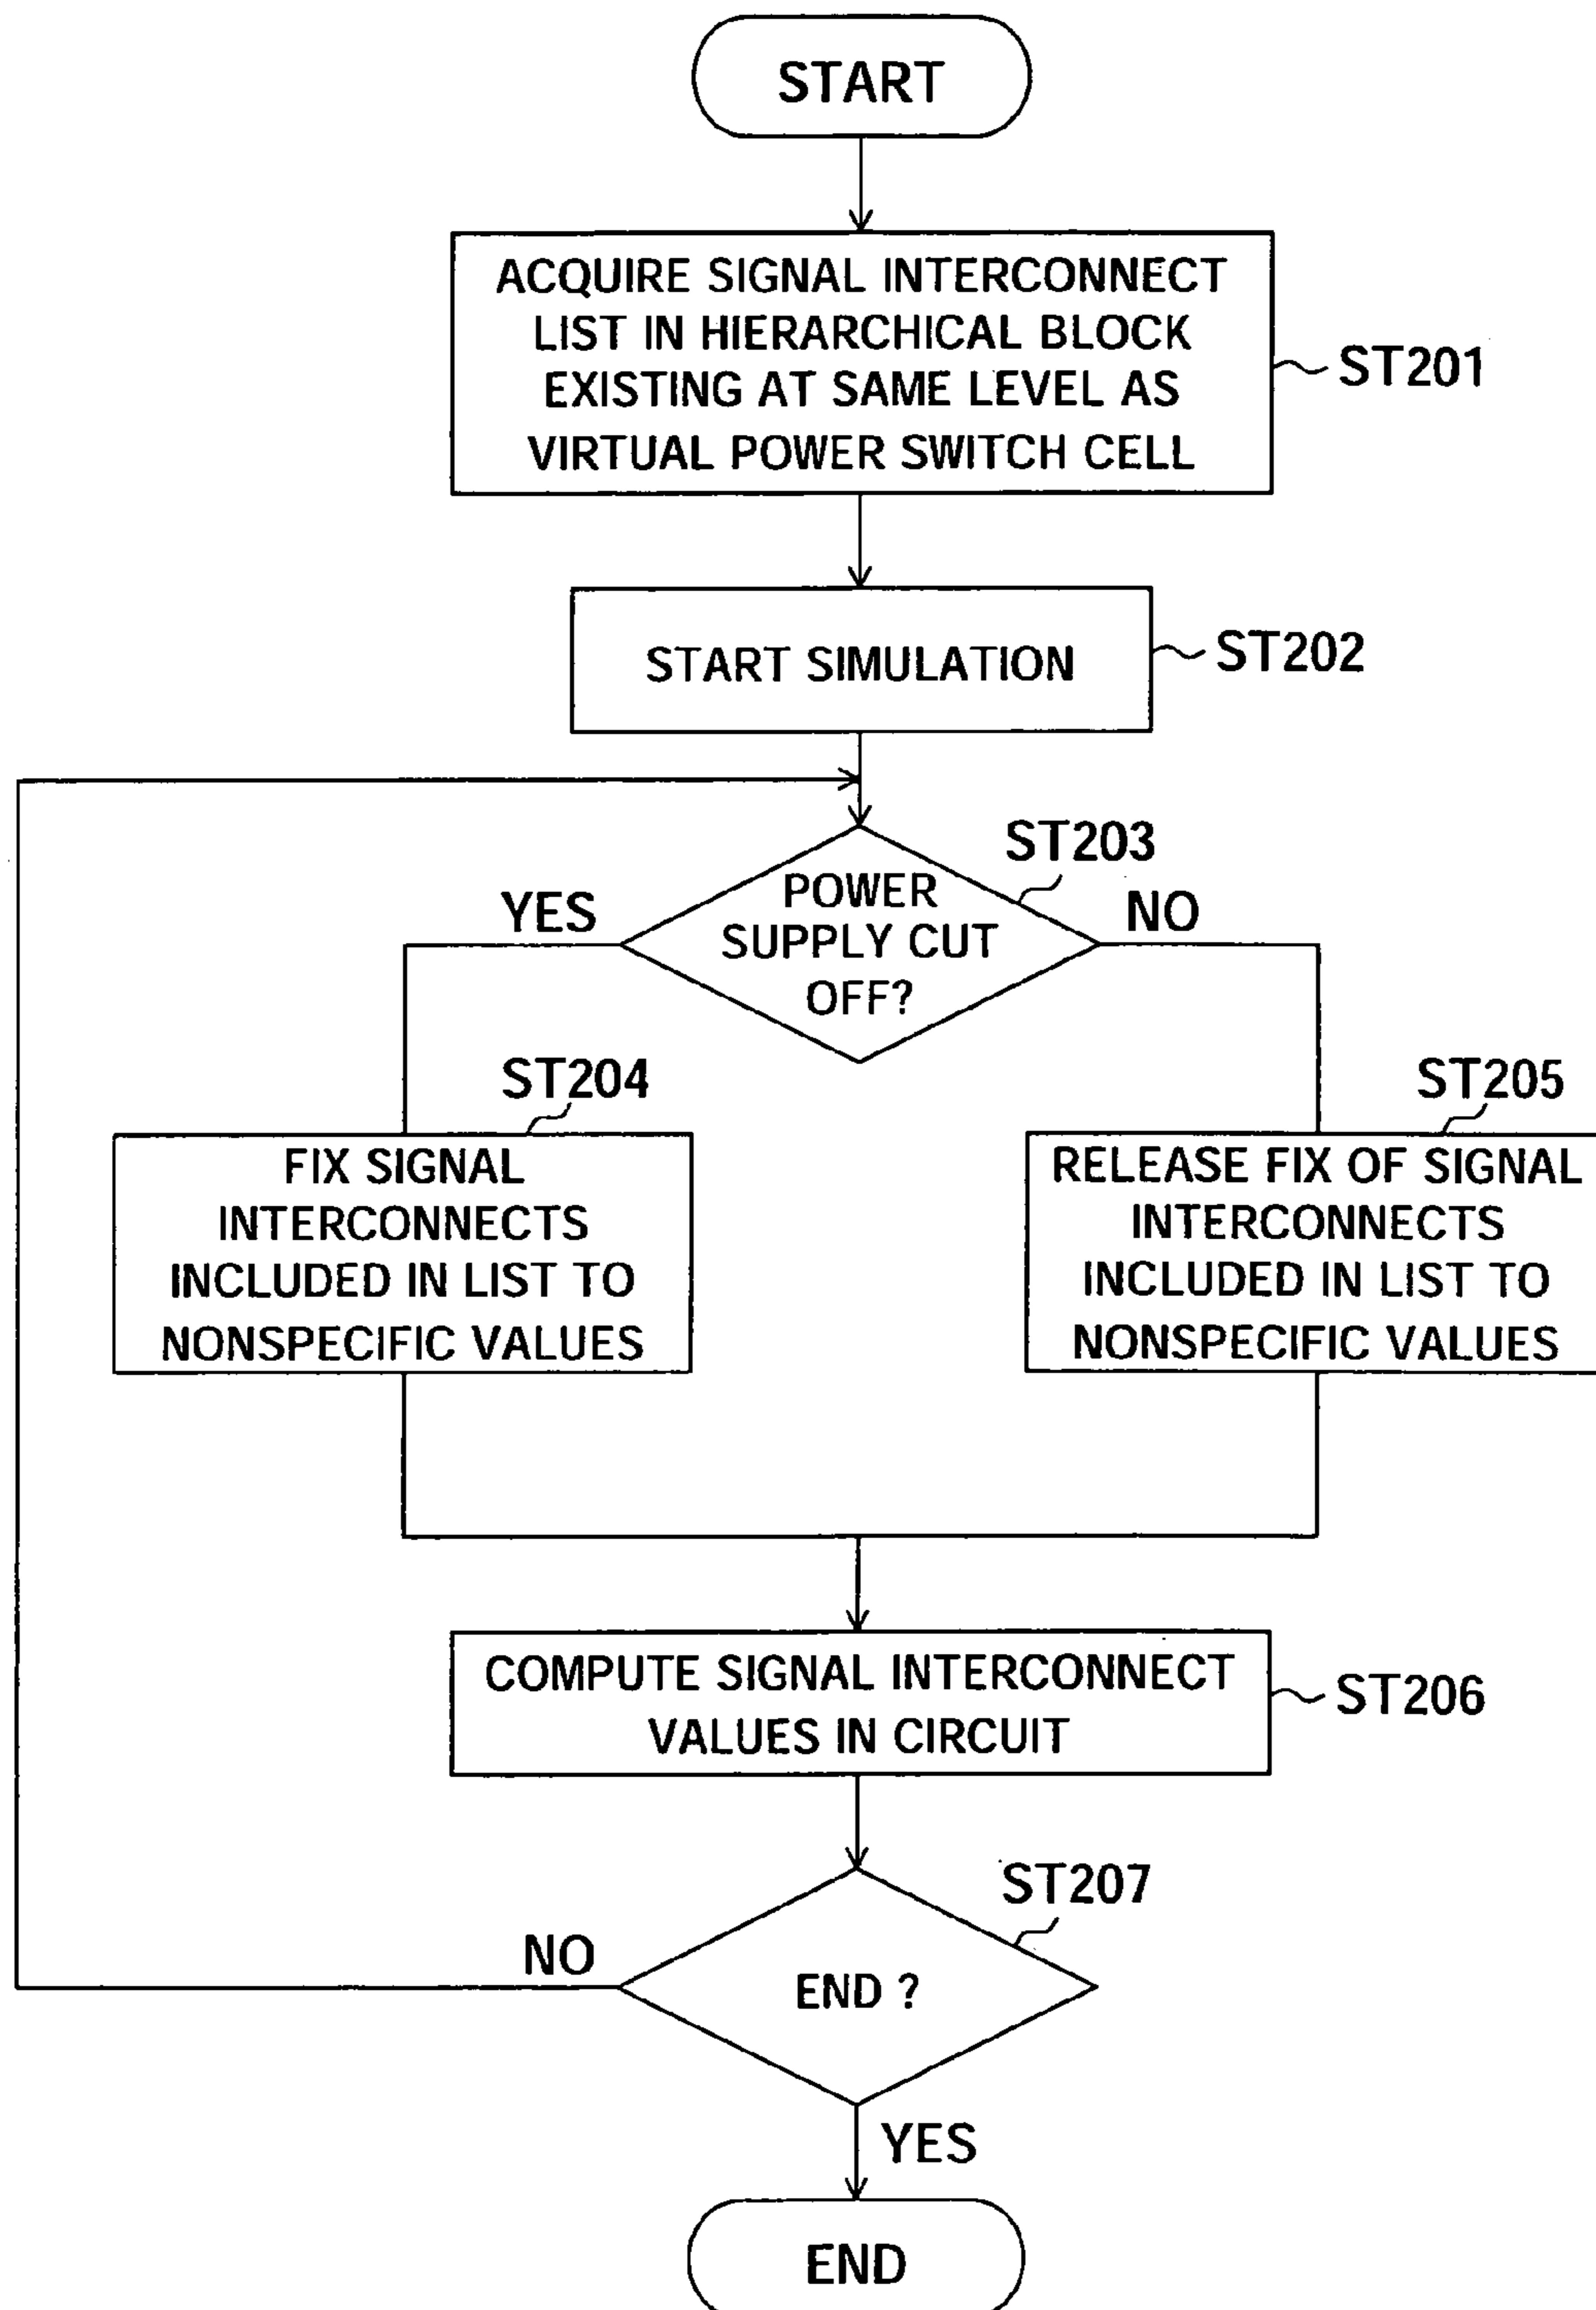 START
ACQUIRE SIGNAL INTERCONNECT
LIST IN HIERARCHICAL BLOCK
EXISTING AT SAME LEVEL AS
VIRTUAL POWER SWITCH CELL
ST201
START SIMULATION
ST202
ST203
POWER
SUPPLY CUT
OFF?
YES
NO
ST204
FIX SIGNAL
INTERCONNECTS
INCLUDED IN LIST TO
NONSPECIFIC VALUES
ST205
RELEASE FIX OF SIGNAL
INTERCONNECTS
INCLUDED IN LIST TO
NONSPECIFIC VALUES
COMPUTE SIGNAL INTERCONNECT
VALUES IN CIRCUIT
ST206
ST207
NO
END ?
YES
END